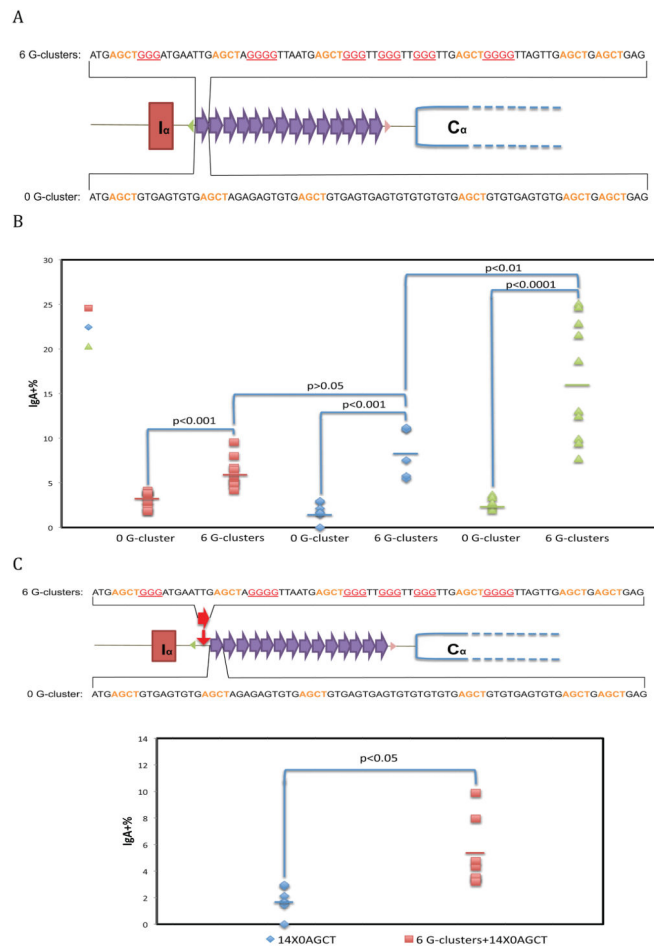 A
6 G-clusters: ATGAGCTGGGATGAATTGAGCTAGGGGTTAATGAGCTGGGTTGGGTTGGGTTGAGCTGGGGTTAGTTGAGCTGAGCTGAG
Iα
Cα
0 G-cluster: ATGAGCTGTGAGTGTGAGCTAGAGAGTGTGAGCTGTGAGTGAGTGTGTGTGTGAGCTGTGTGAGTGTGAGCTGAGCTGAG
B
30
25
20
15
10
5
0
IgA+%
p<0.01
p<0.0001
p>0.05
p<0.001
p<0.001
0 G-cluster 6 G-clusters 0 G-cluster 6 G-clusters 0 G-cluster 6 G-clusters
C
6 G-clusters: ATGAGCTGGGATGAATTGAGCTAGGGGTTAATGAGCTGGGTTGGGTTGGGTTGAGCTGGGGTTAGTTGAGCTGAGCTGAG
Iα
Cα
0 G-cluster: ATGAGCTGTGAGTGTGAGCTAGAGAGTGTGAGCTGTGAGTGAGTGTGTGTGTGAGCTGTGTGAGTGTGAGCTGAGCTGAG
14
12
10
8
6
4
2
0
IgA+%
p<0.05
14X0AGCT 6 G-clusters+14X0AGCT